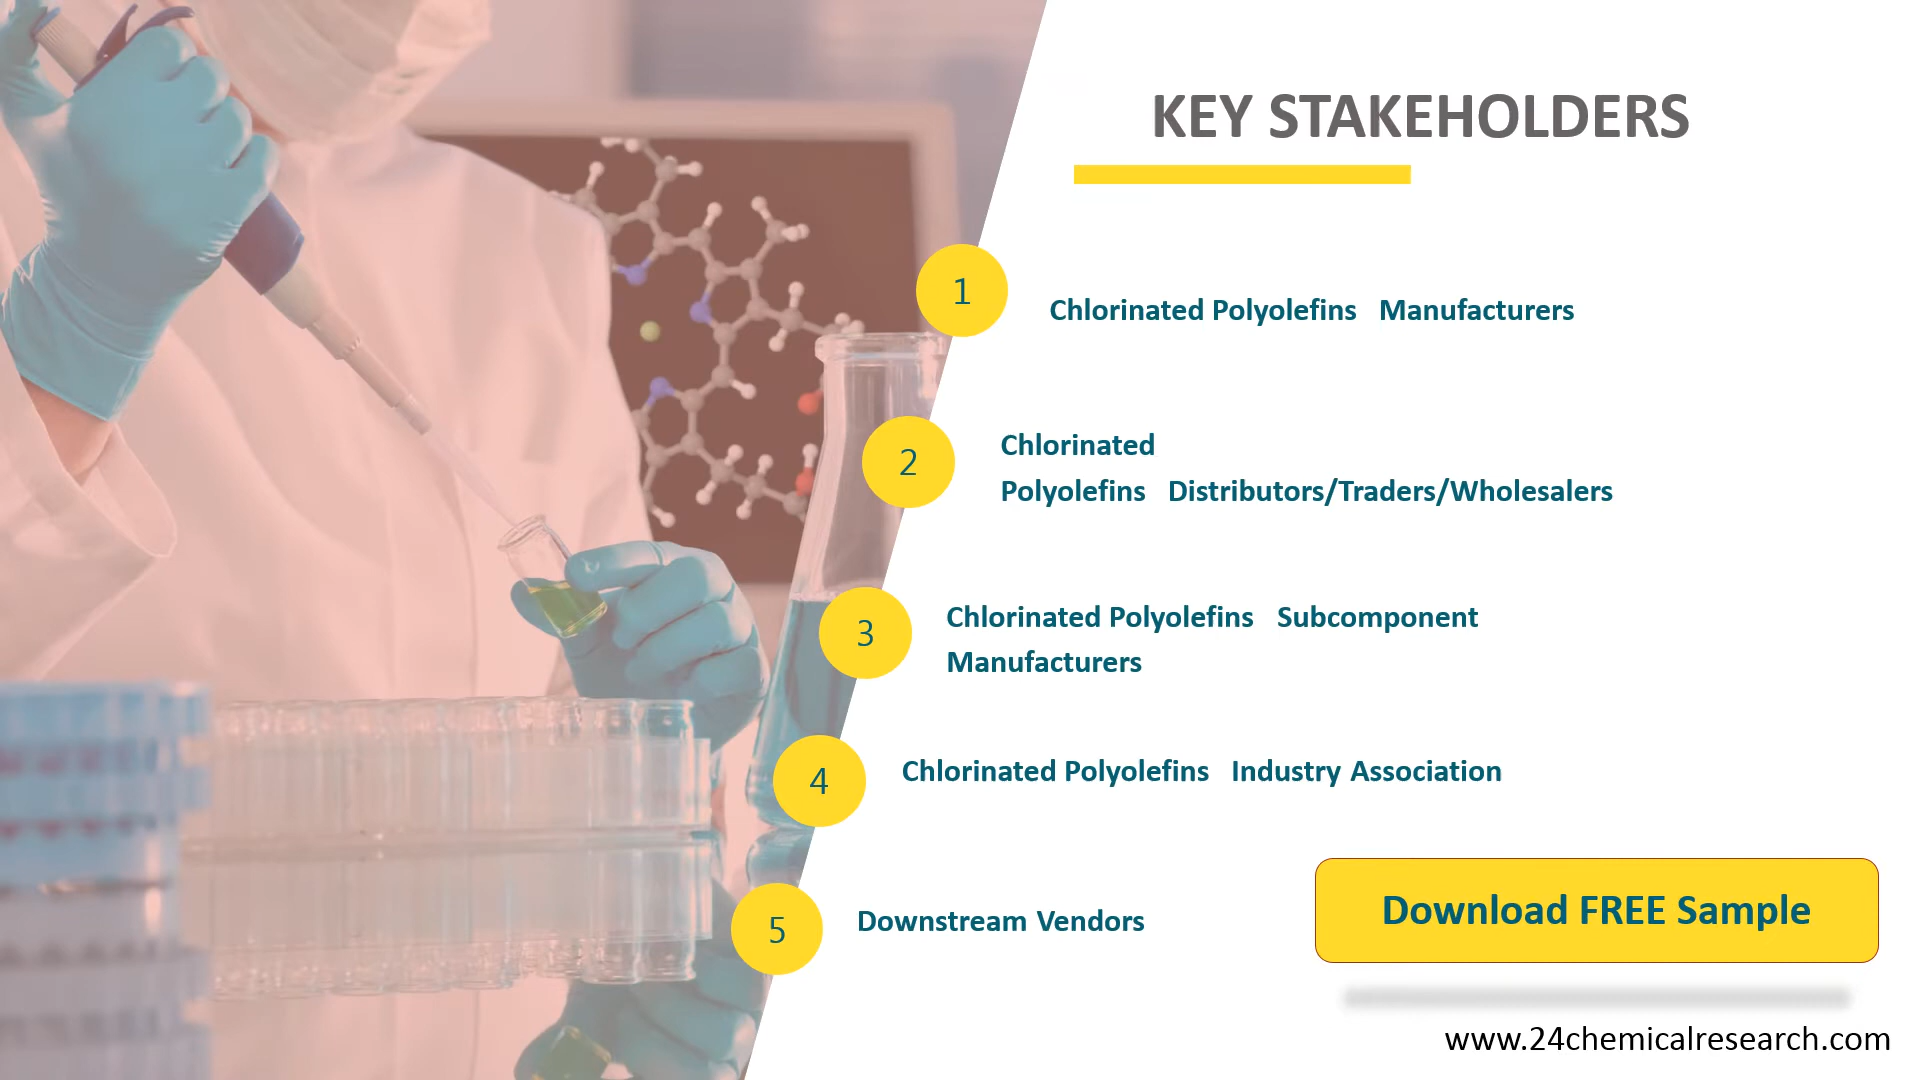 KEY STAKEHOLDERS
1
Chlorinated Polyolefins Manufacturers
2
Chlorinated
Polyolefins Distributors/Traders/Wholesalers
3
Chlorinated Polyolefins Subcomponent
Manufacturers
4
Chlorinated Polyolefins Industry Association
5
Downstream Vendors
Download FREE Sample
www.24chemicalresearch.com